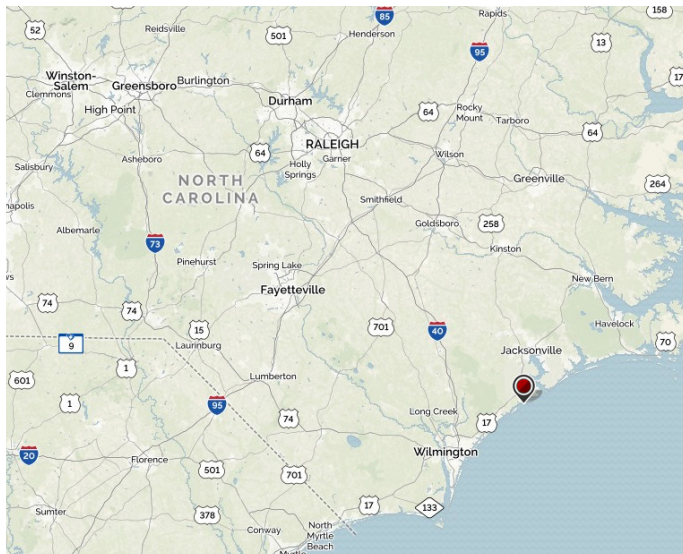 52
Reidsville
501
85
Henderson
Rapids
158
95
13
17
Winston-
Salem
Clemmons
Greensboro
Burlington
High Point
Durham
64
Rocky
Mount
Tarboro
64
RALEIGH
Garner
Wilson
Holly
Springs
64
Asheboro
Salisbury
NORTH
CAROLINA
Greenville
264
napolis
Smithfield
Albemarle
Goldsboro
258
Kinston
73
Pinehurst
Spring Lake
Fayetteville
New Bern
ws
74
74
15
701
40
Havelock
70
9
Laurinburg
Jacksonville
1
601
Lumberton
1
95
74
Long Creek
17
Wilmington
20
Florence
501
701
Sumter
378
17
133
Conway
North
Myrtle
Beach
Myrtle